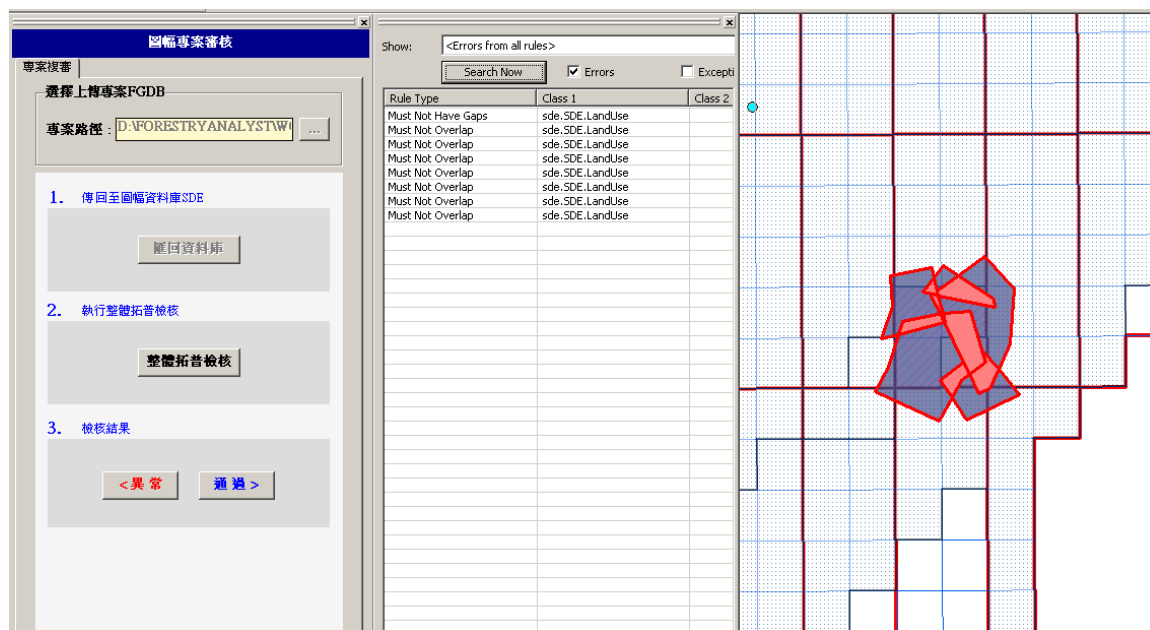 圖幅專案審核
專案複審
選擇上傳專案FGDB
專案路徑：
D:\FORESTRYANALYST\W
...
1. 傳回至圖幅資料庫SDE
匯回資料庫
2. 執行整體拓普檢核
整體拓普檢核
3. 檢核結果
<異 常
通 過>
Show:
<Errors from all rules>
Search Now
Errors
Excepti
Rule Type Class 1 Class 2
Must Not Have Gaps sde.SDE.LandUse
Must Not Overlap sde.SDE.LandUse
Must Not Overlap sde.SDE.LandUse
Must Not Overlap sde.SDE.LandUse
Must Not Overlap sde.SDE.LandUse
Must Not Overlap sde.SDE.LandUse
Must Not Overlap sde.SDE.LandUse
Must Not Overlap sde.SDE.LandUse